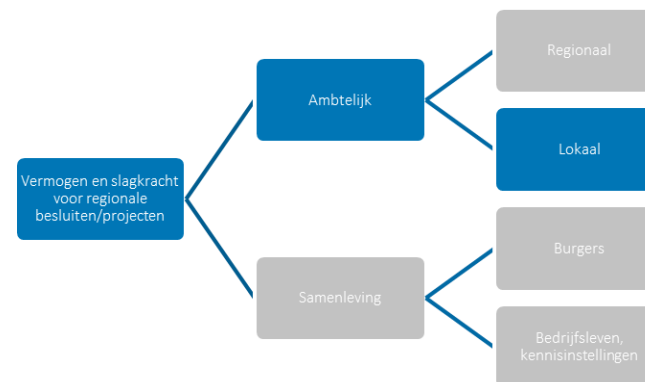 Regionaal
Ambtelijk
Lokaal
Vermogen en slagkracht
voor regionale
besluiten/projecten
Burgers
Samenleving
Bedrijfsleven,
kennisinstellingen